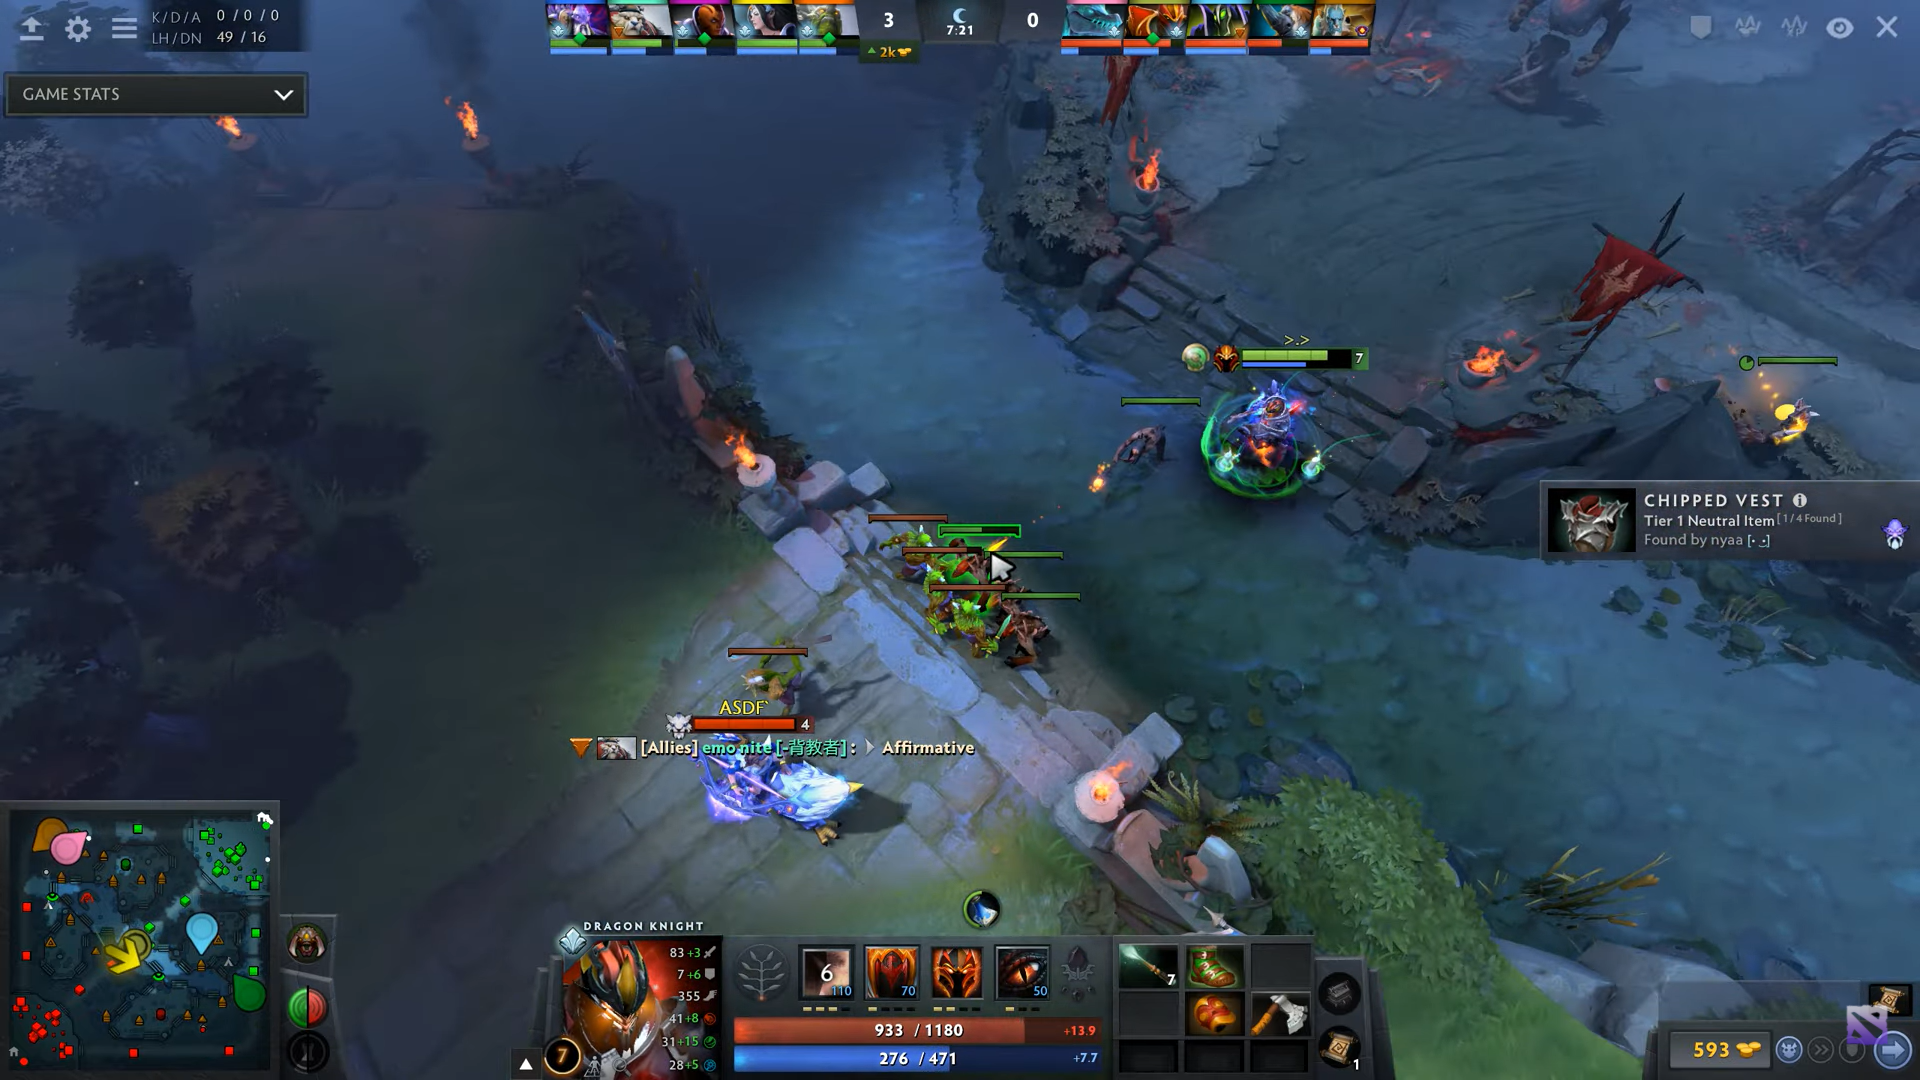 K/D/A 0 / 0 / 0
LH/DN 49 / 16
3
7:21
0
2k
GAME STATS
>.>
7
CHIPPED VEST
Tier 1 Neutral Item [1/4 Found]
Found by nyaa [· .̫ ·]
ASDF`
4
[Allies] emo nite [-背教者]: Affirmative
DRAGON KNIGHT
83 +3
7 +6
355
41 +8
31 +15
28 +5
7
6
110
70
50
7
933 / 1180
+13.9
276 / 471
+7.7
1
593